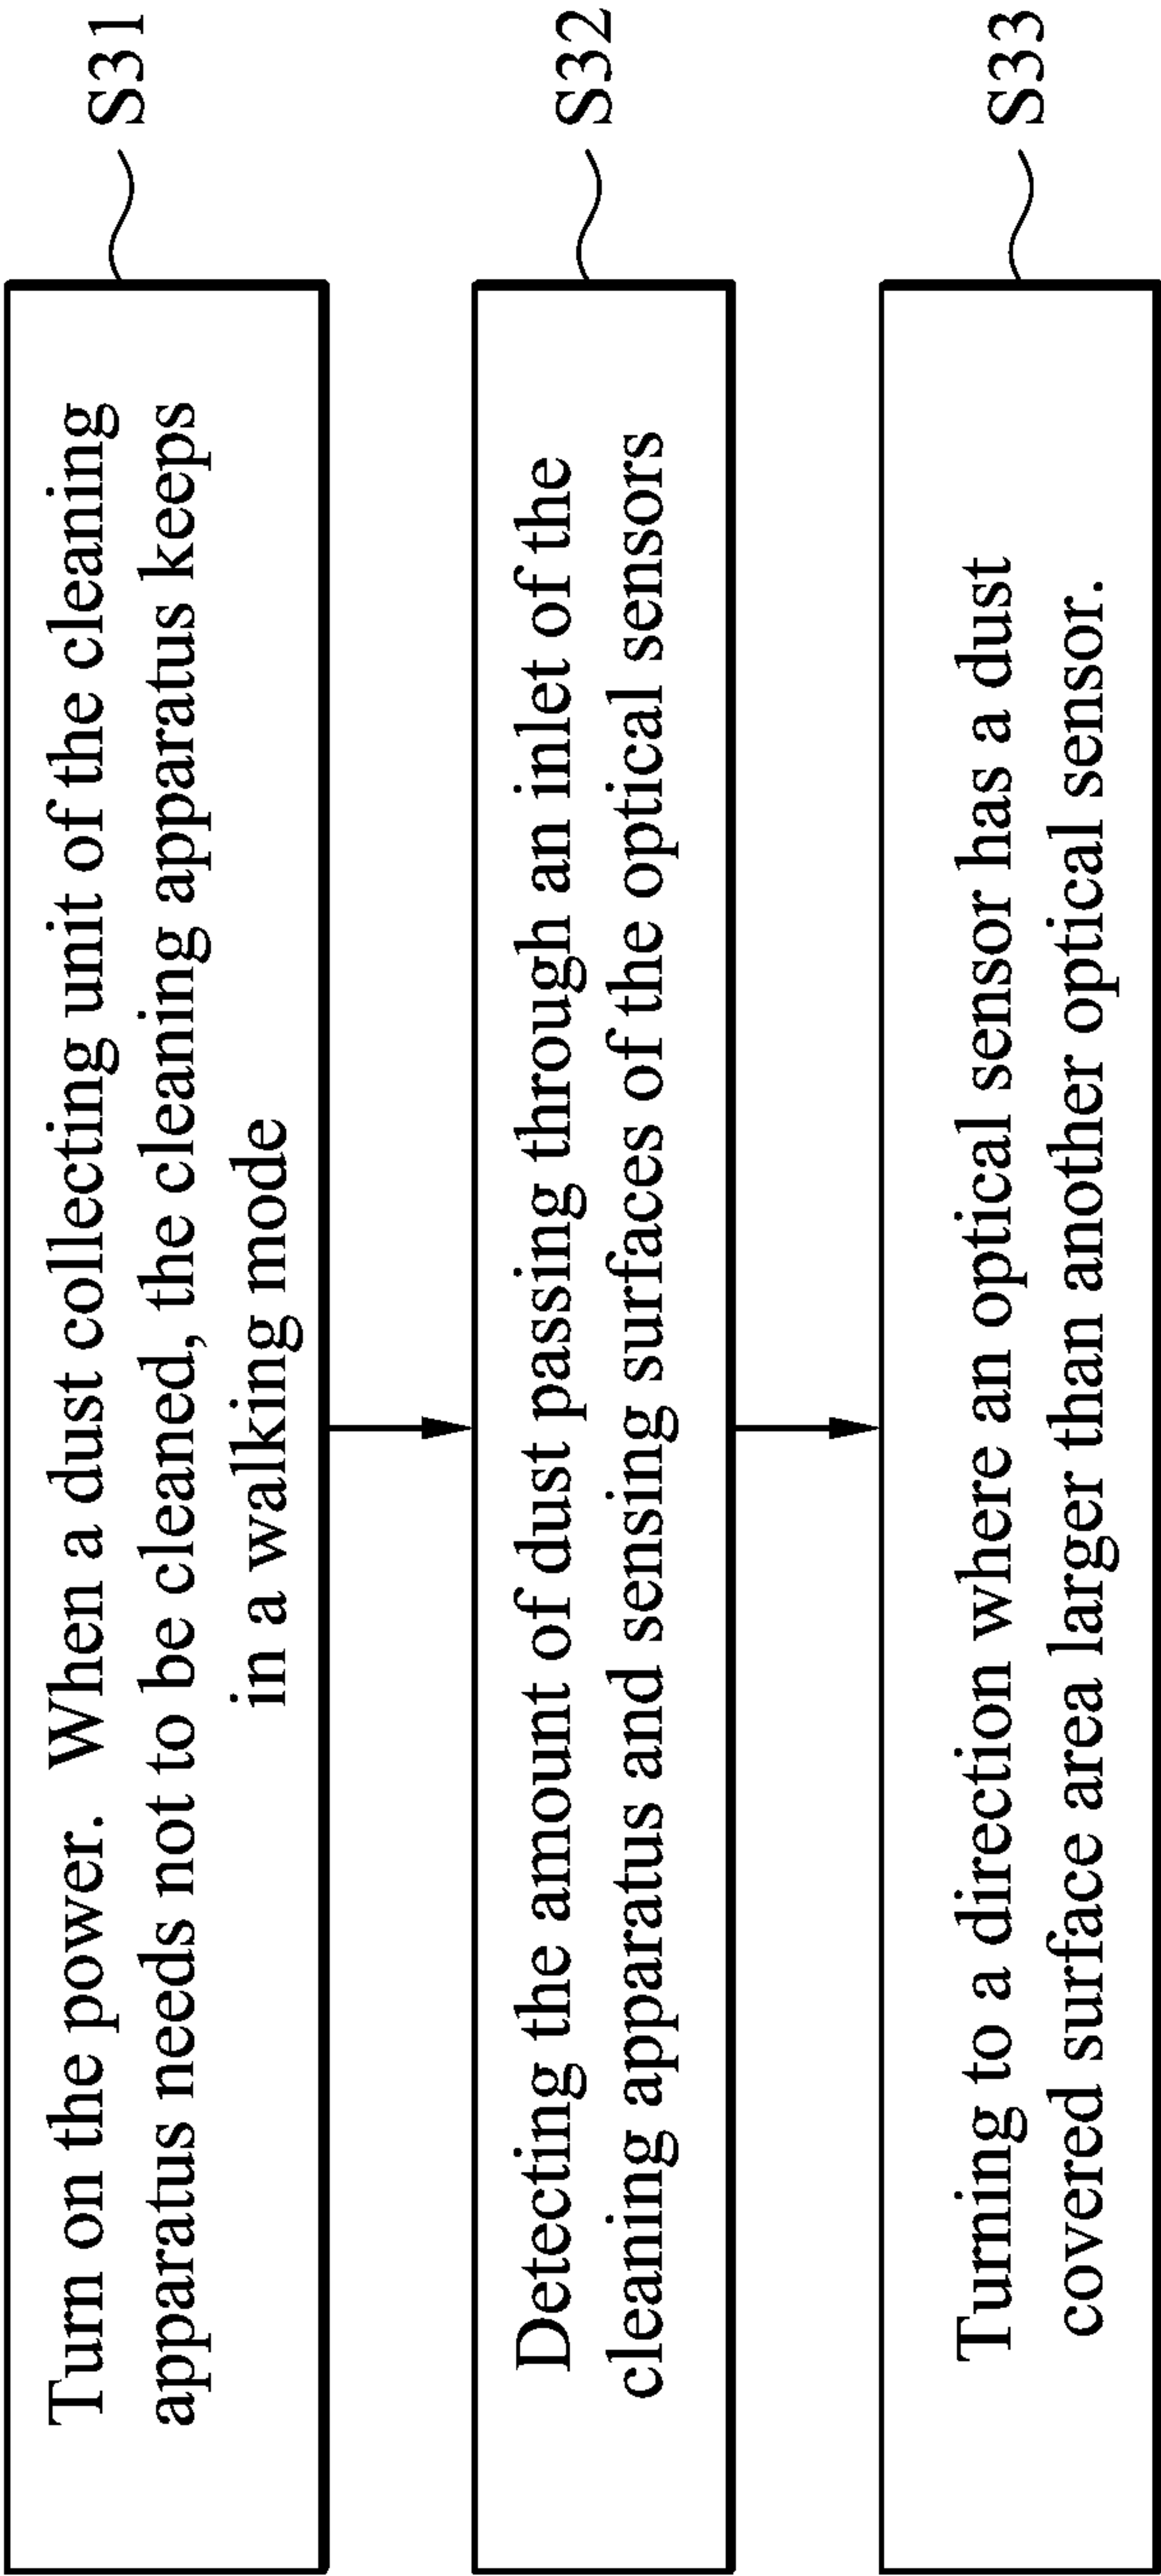 Turn on the power. When a dust collecting unit of the cleaning
apparatus needs not to be cleaned, the cleaning apparatus keeps
in a walking mode
S31
Detecting the amount of dust passing through an inlet of the
cleaning apparatus and sensing surfaces of the optical sensors
S32
Turning to a direction where an optical sensor has a dust
covered surface area larger than another optical sensor.
S33